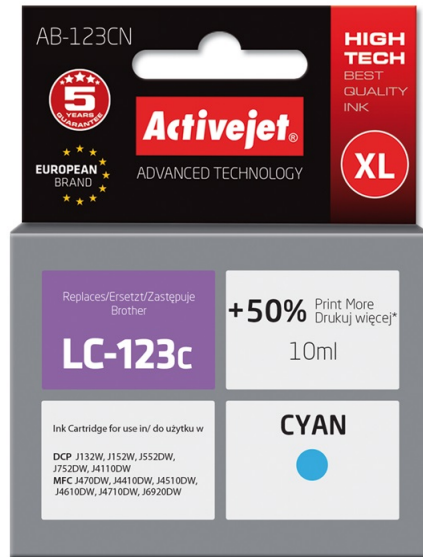 AB-123CN
HIGH
TECH
BEST
QUALITY
INK
5
YEARS
GUARANTEE
Activejet®
EUROPEAN
BRAND
ADVANCED TECHNOLOGY
XL
Replaces/Ersetzt/Zastępuje
Brother
LC-123c
+50% Print More
Drukuj więcej*
10ml
Ink Cartridge for use in/ do użytku w
DCP J132W, J152W, J552DW,
J752DW, J4110DW
MFC J470DW, J4410DW, J4510DW,
J4610DW, J4710DW, J6920DW
CYAN